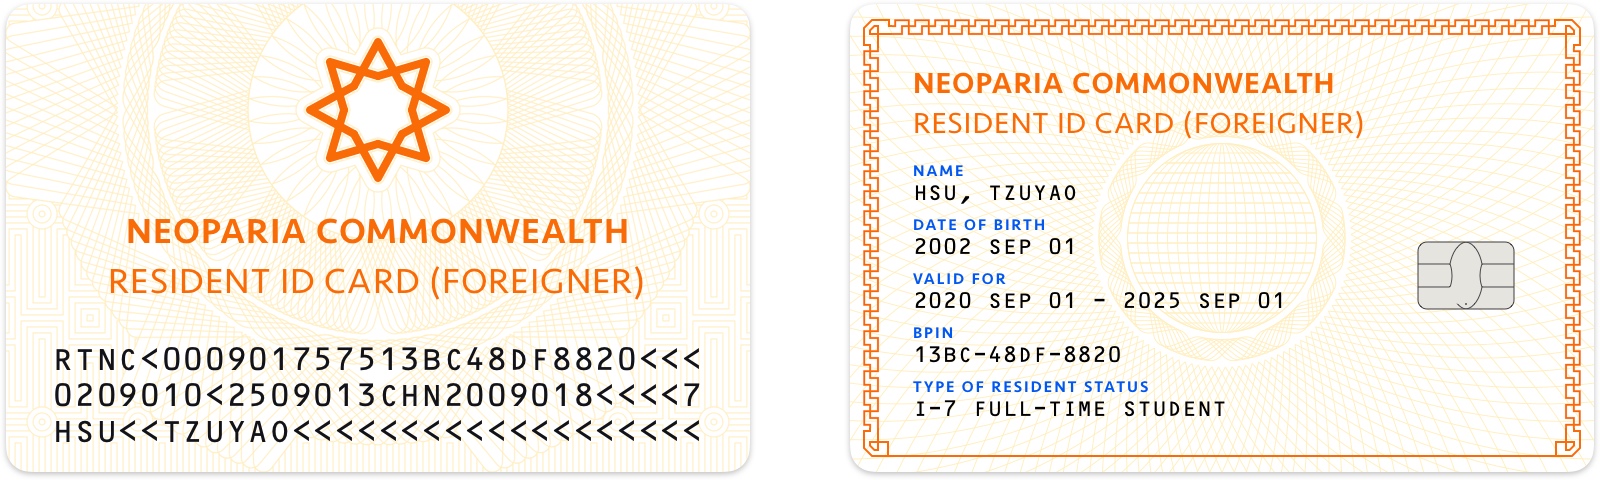 NEOPARIA COMMONWEALTH
RESIDENT ID CARD (FOREIGNER)
RTNC<000901757513BC48DF8820<<<
0209010<2509013CHN2009018<<<<7
HSU<<TZUYAO<<<<<<<<<<<<<<<<<<<
NEOPARIA COMMONWEALTH
RESIDENT ID CARD (FOREIGNER)
NAME
HSU, TZUYAO
DATE OF BIRTH
2002 SEP 01
VALID FOR
2020 SEP 01 - 2025 SEP 01
BPIN
13BC-48DF-8820
TYPE OF RESIDENT STATUS
I-7 FULL-TIME STUDENT